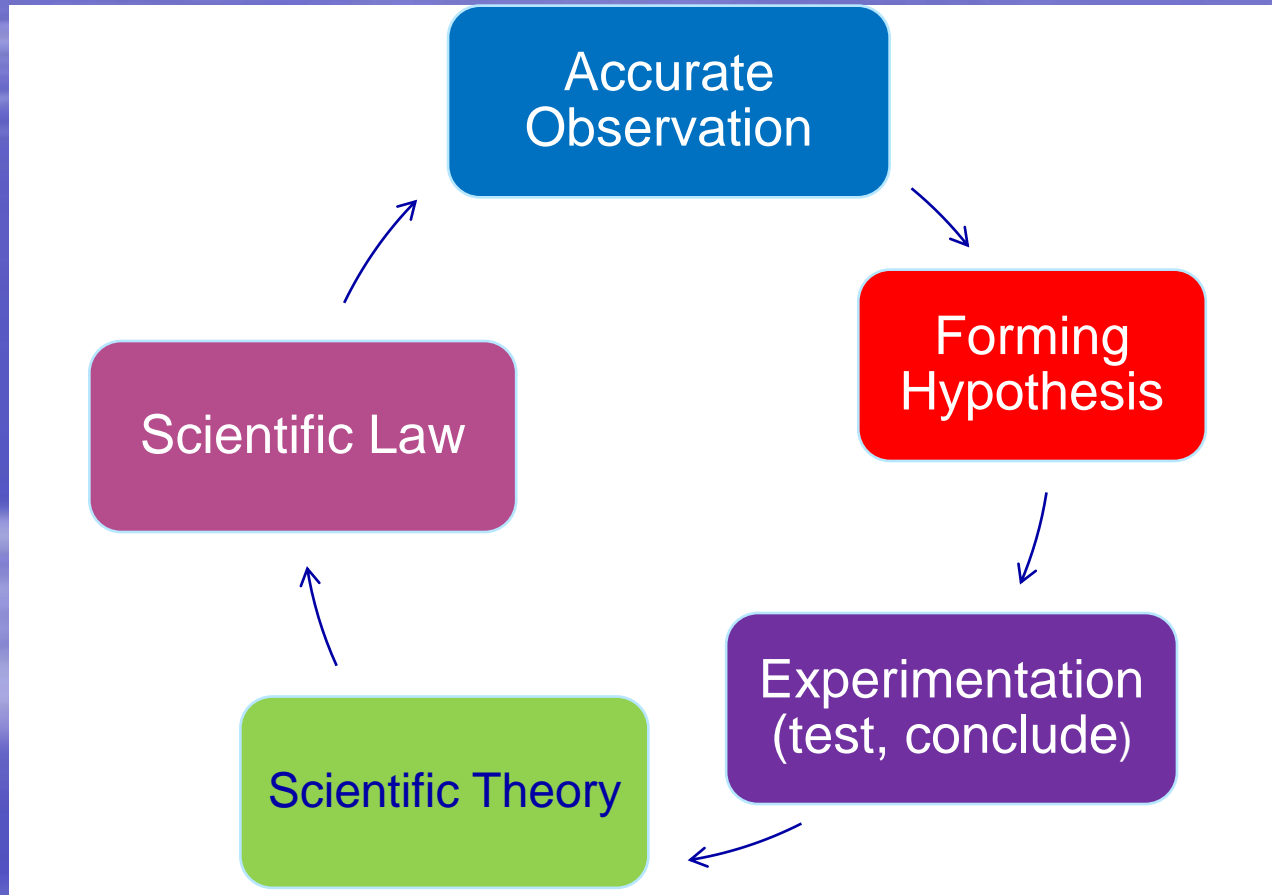 Accurate
Observation
Forming
Hypothesis
Experimentation
(test, conclude)
Scientific Theory
Scientific Law